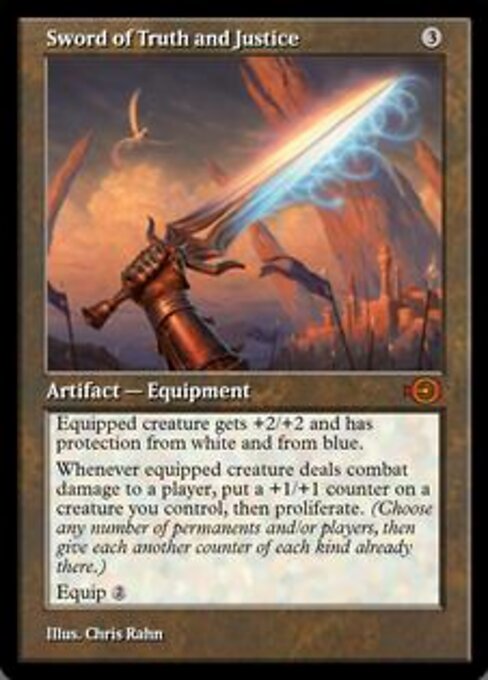 Sword of Truth and Justice 3
Artifact — Equipment
Equipped creature gets +2/+2 and has
protection from white and from blue.
Whenever equipped creature deals combat
damage to a player, put a +1/+1 counter on a
creature you control, then proliferate. (Choose
any number of permanents and/or players, then
give each another counter of each kind already
there.)
Equip 2
Illus. Chris Rahn